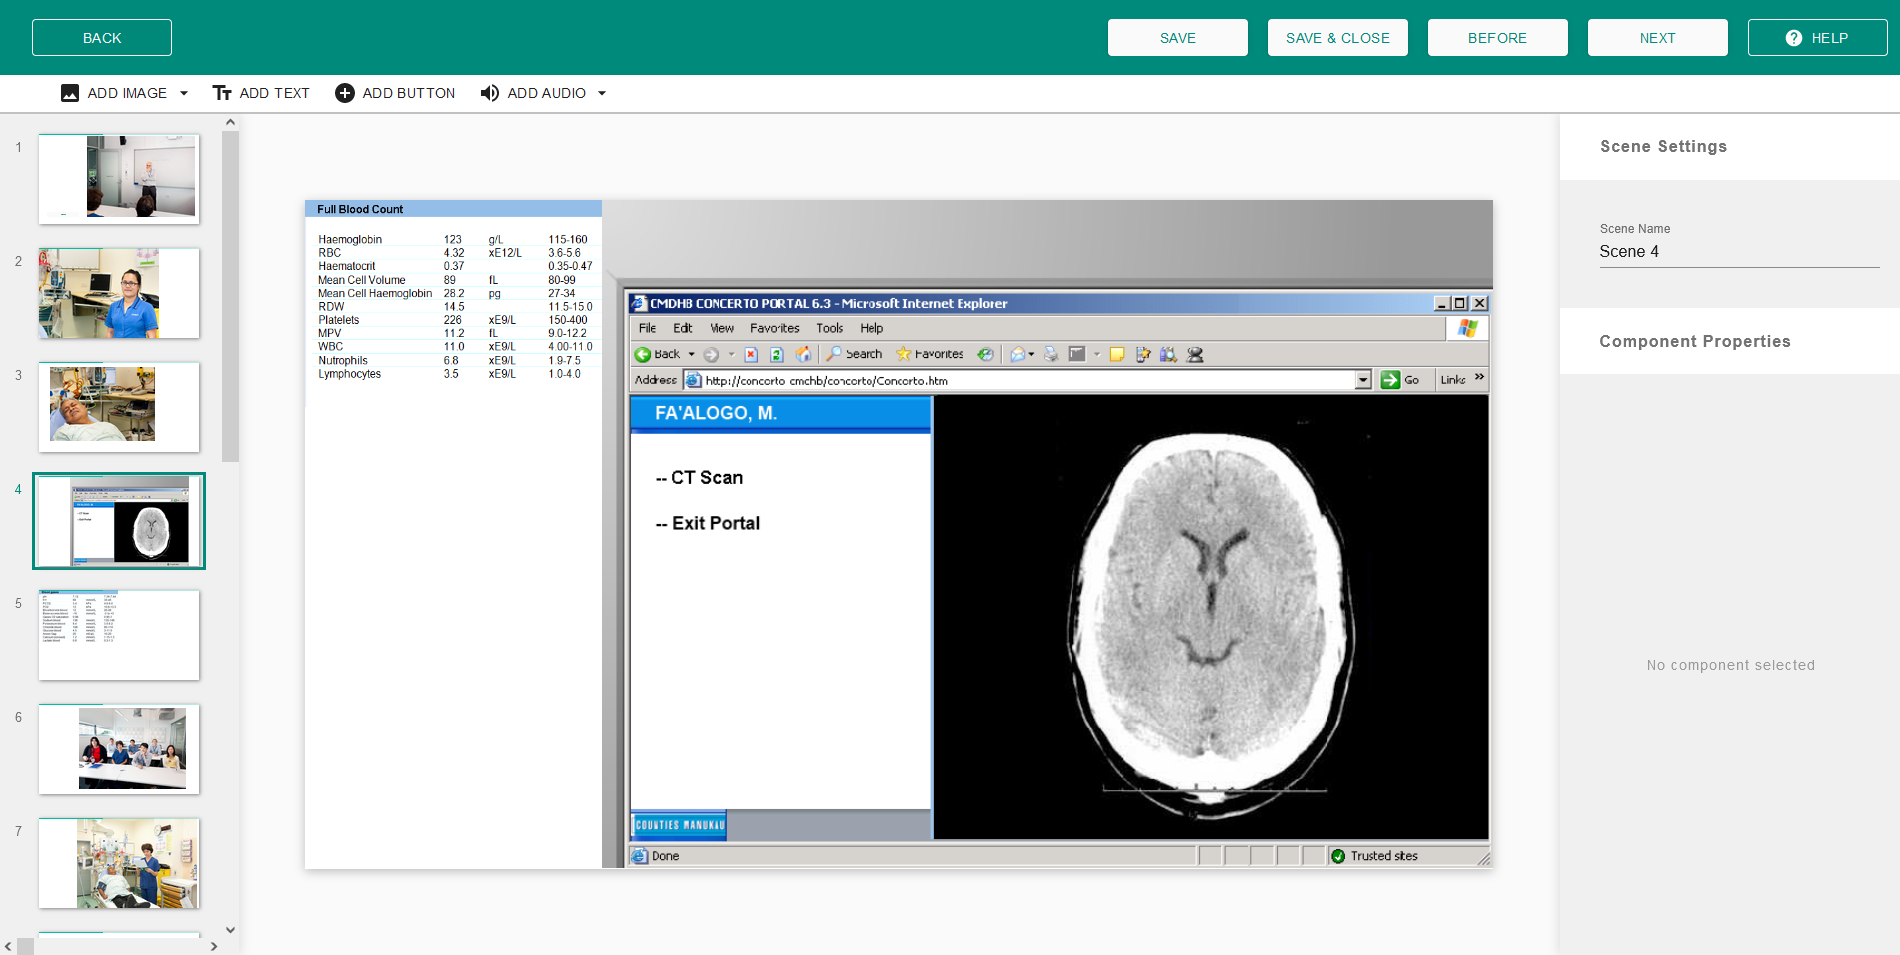 BACK
SAVE
SAVE & CLOSE
BEFORE
NEXT
HELP
ADD IMAGE
ADD TEXT
ADD BUTTON
ADD AUDIO
1
2
3
4
5
6
7
Full Blood Count
Haemoglobin 123 g/L 115-160
RBC 4.32 xE12/L 3.6-5.6
Haematocrit 0.37 0.35-0.47
Mean Cell Volume 89 fL 80-99
Mean Cell Haemoglobin 28.2 pg 27-34
RDW 14.5 11.5-15.0
Platelets 226 xE9/L 150-400
MPV 11.2 fL 9.0-12.2
WBC 11.0 xE9/L 4.00-11.0
Nutrophils 6.8 xE9/L 1.9-7.5
Lymphocytes 3.5 xE9/L 1.0-4.0
CMDHB CONCERTO PORTAL 6.3 - Microsoft Internet Explorer
File Edit View Favorites Tools Help
Back Search Favorites
Address http://concerto cmchb/concerto/Concerto.htm Go Links »
FA'ALOGO, M.
-- CT Scan
-- Exit Portal
COUNTIES MANUKAU
Done
Trusted sites
Scene Settings
Scene Name
Scene 4
Component Properties
No component selected